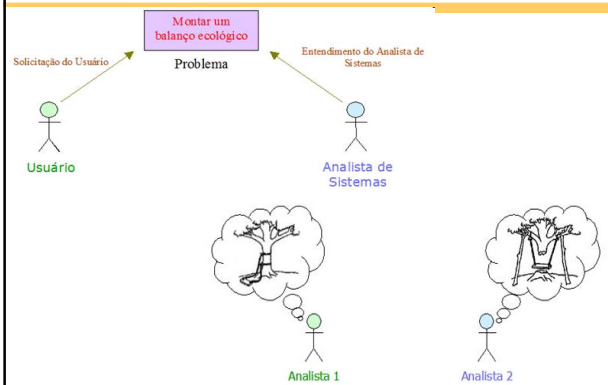 Montar um
balanço ecológico
Solicitação do Usuário
Entendimento do Analista de
Sistemas
Problema
Usuário
Analista de
Sistemas
Analista 1
Analista 2